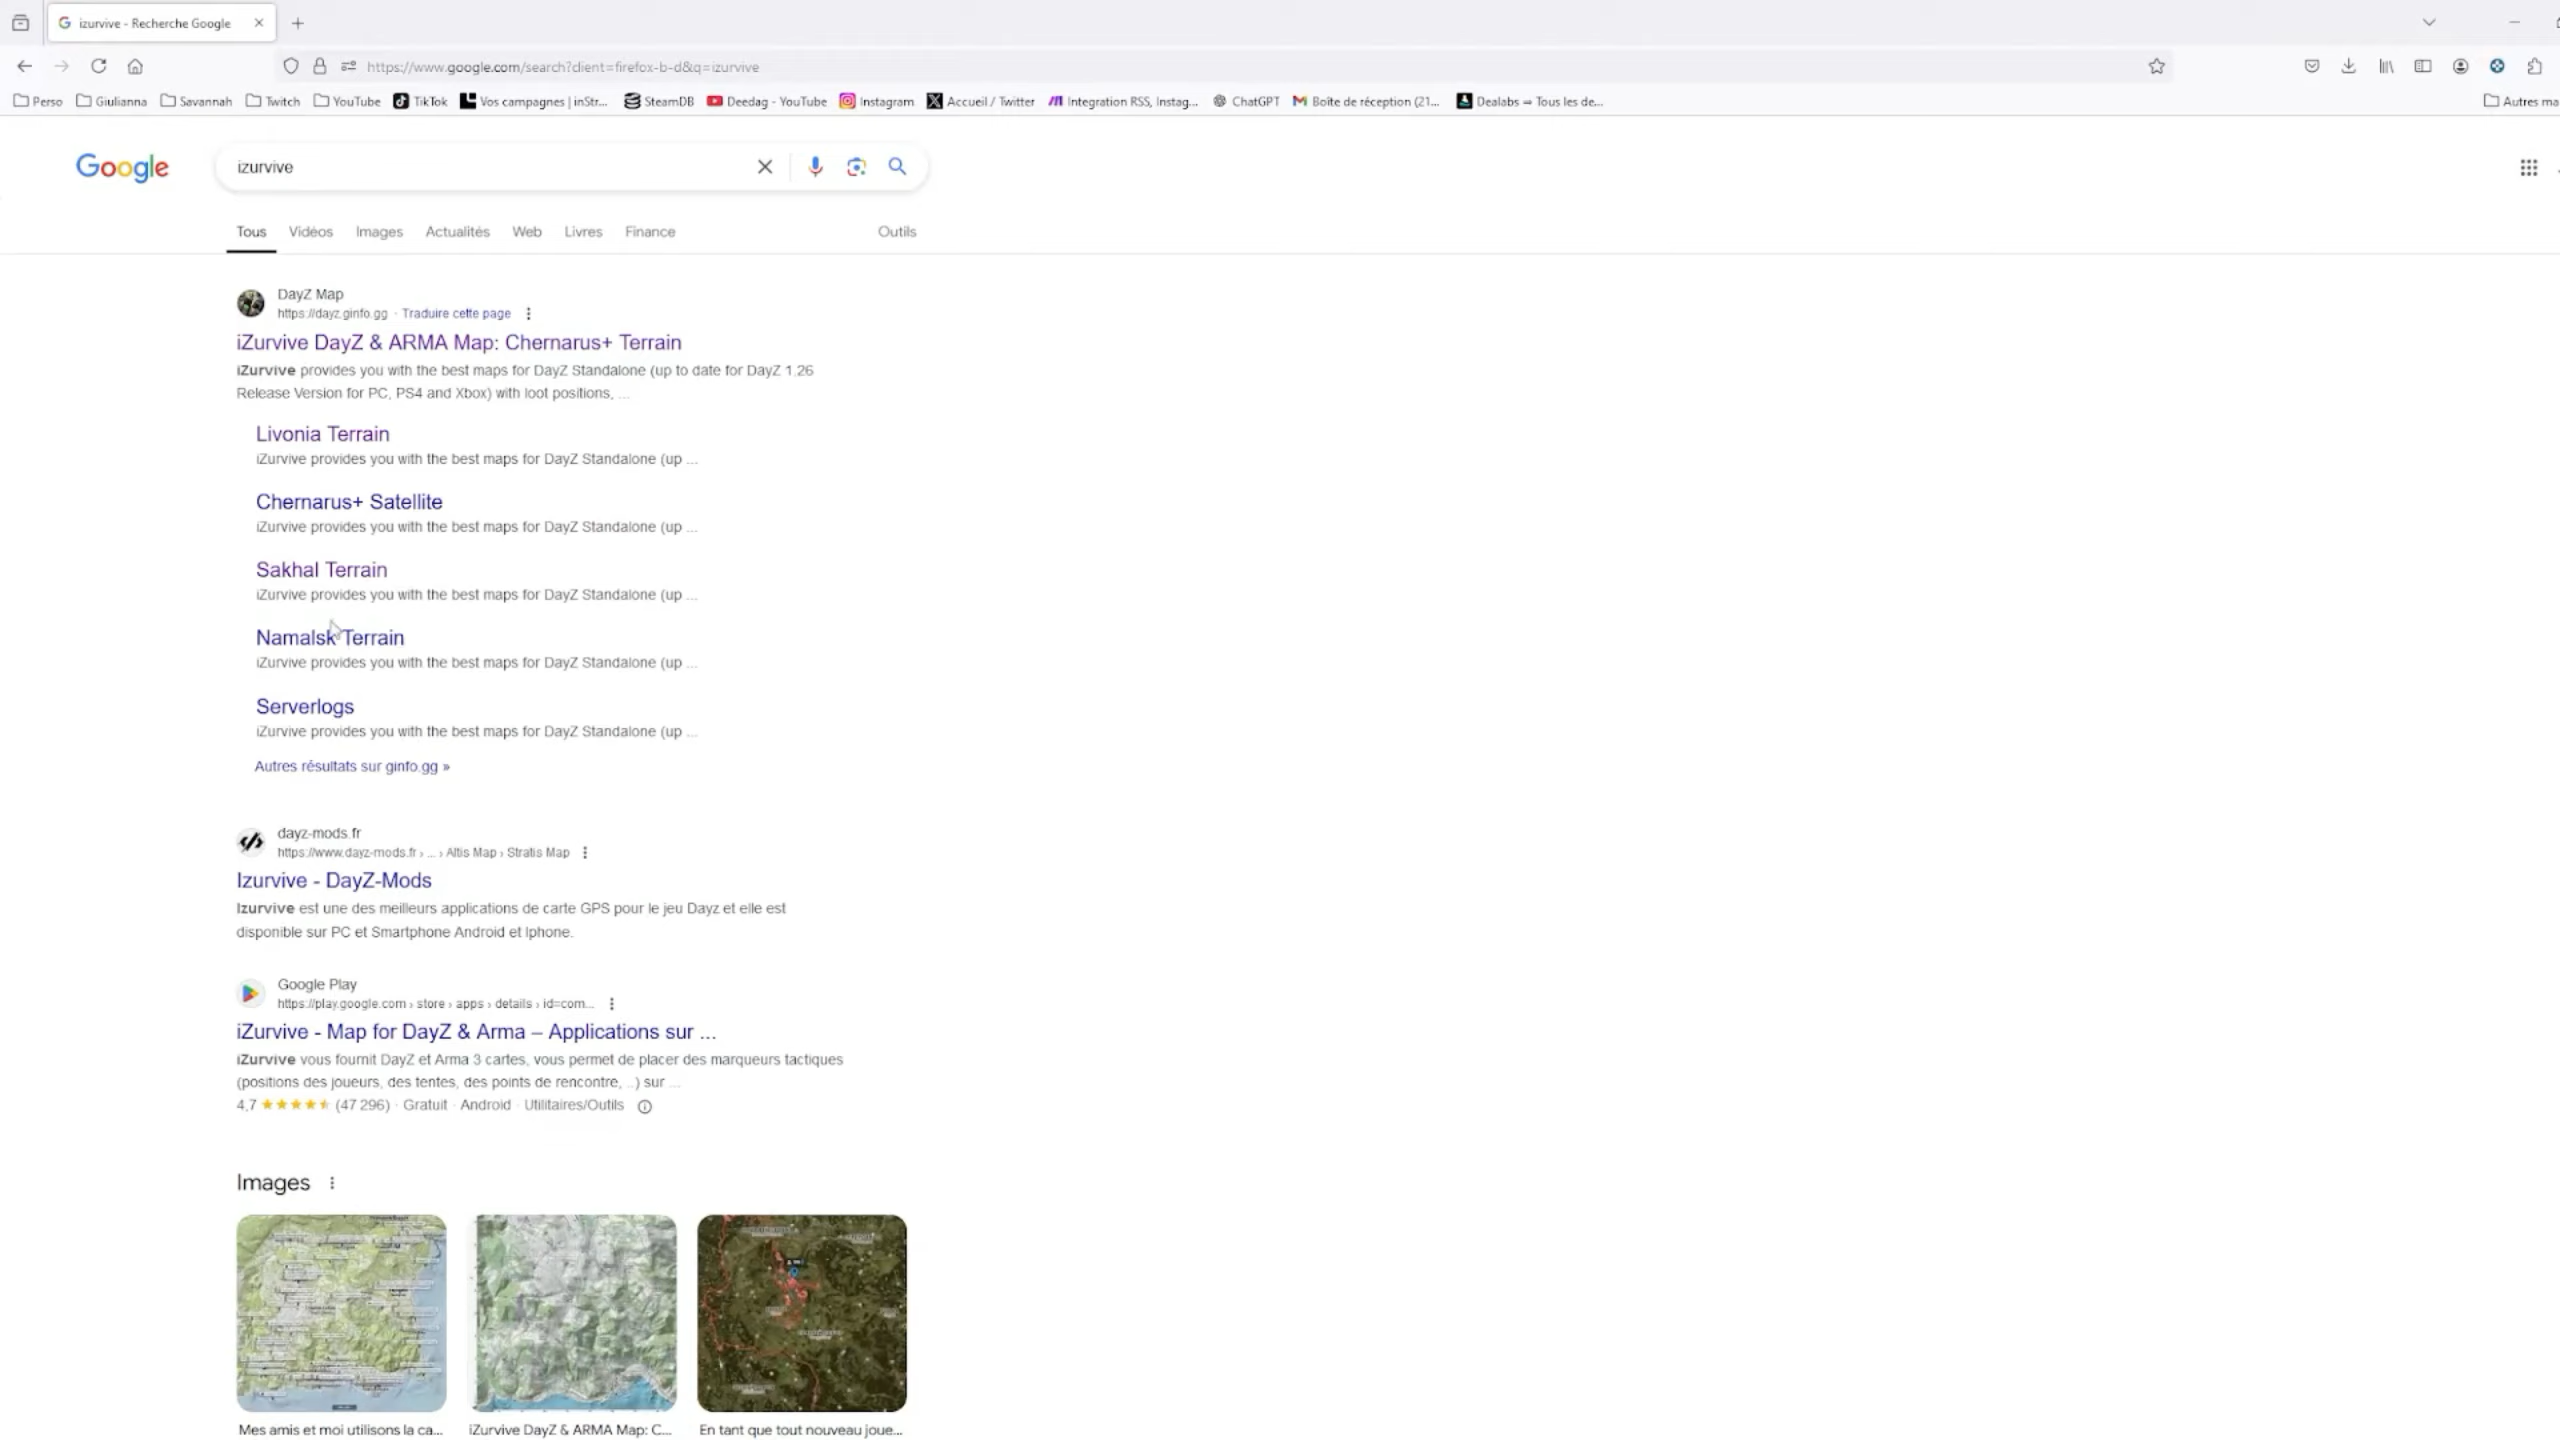 izurvive - Recherche Google
https://www.google.com/search?client=firefox-b-d&q=izurvive
Perso Giulianna Savannah Twitch YouTube TikTok Vos campagnes | inStr... SteamDB Deedag - YouTube Instagram Accueil / Twitter Integration RSS, Instag... ChatGPT Boîte de réception (21... Dealabs ⇒ Tous les de... Autres ma
Google
izurvive
Tous Vidéos Images Actualités Web Livres Finance Outils
DayZ Map
https://dayz.ginfo.gg · Traduire cette page
iZurvive DayZ & ARMA Map: Chernarus+ Terrain
iZurvive provides you with the best maps for DayZ Standalone (up to date for DayZ 1.26
Release Version for PC, PS4 and Xbox) with loot positions, ...
Livonia Terrain
iZurvive provides you with the best maps for DayZ Standalone (up ...
Chernarus+ Satellite
iZurvive provides you with the best maps for DayZ Standalone (up ...
Sakhal Terrain
iZurvive provides you with the best maps for DayZ Standalone (up ...
Namalsk Terrain
iZurvive provides you with the best maps for DayZ Standalone (up ...
Serverlogs
iZurvive provides you with the best maps for DayZ Standalone (up ...
Autres résultats sur ginfo.gg »
dayz-mods.fr
https://www.dayz-mods.fr › ... › Altis Map › Stratis Map
Izurvive - DayZ-Mods
Izurvive est une des meilleurs applications de carte GPS pour le jeu Dayz et elle est
disponible sur PC et Smartphone Android et Iphone.
Google Play
https://play.google.com › store › apps › details › id=com...
iZurvive - Map for DayZ & Arma – Applications sur ...
iZurvive vous fournit DayZ et Arma 3 cartes, vous permet de placer des marqueurs tactiques
(positions des joueurs, des tentes, des points de rencontre, ..) sur ...
4,7 (47 296) · Gratuit · Android · Utilitaires/Outils
Images
Mes amis et moi utilisons la ca... iZurvive DayZ & ARMA Map: C... En tant que tout nouveau joue...